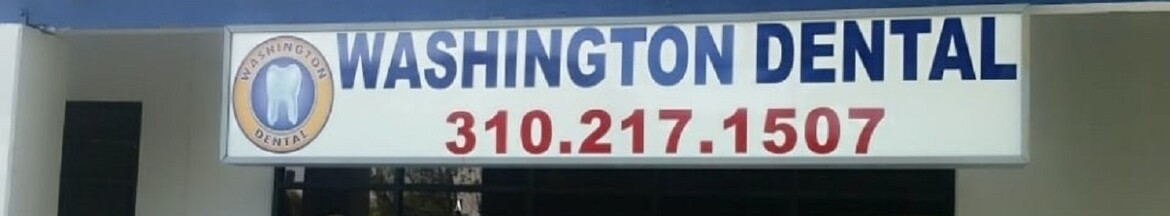 WASHINGTON
DENTAL
WASHINGTON DENTAL
310.217.1507